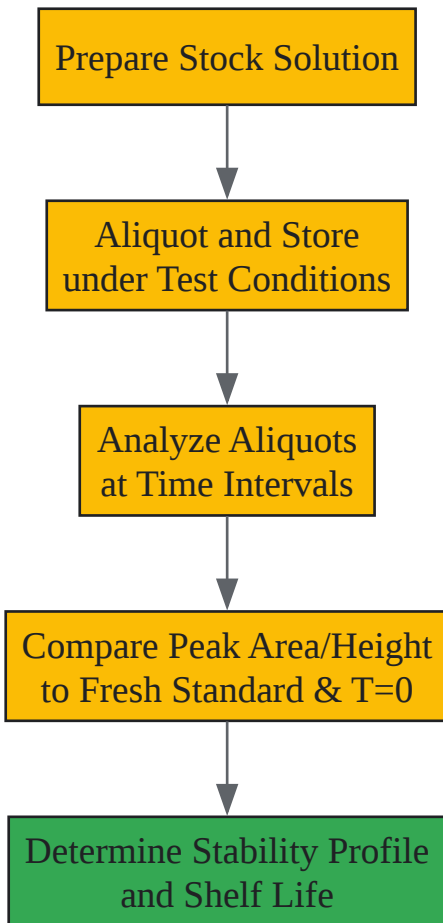 Prepare Stock Solution
Aliquot and Store
under Test Conditions
Analyze Aliquots
at Time Intervals
Compare Peak Area/Height
to Fresh Standard & T=0
Determine Stability Profile
and Shelf Life